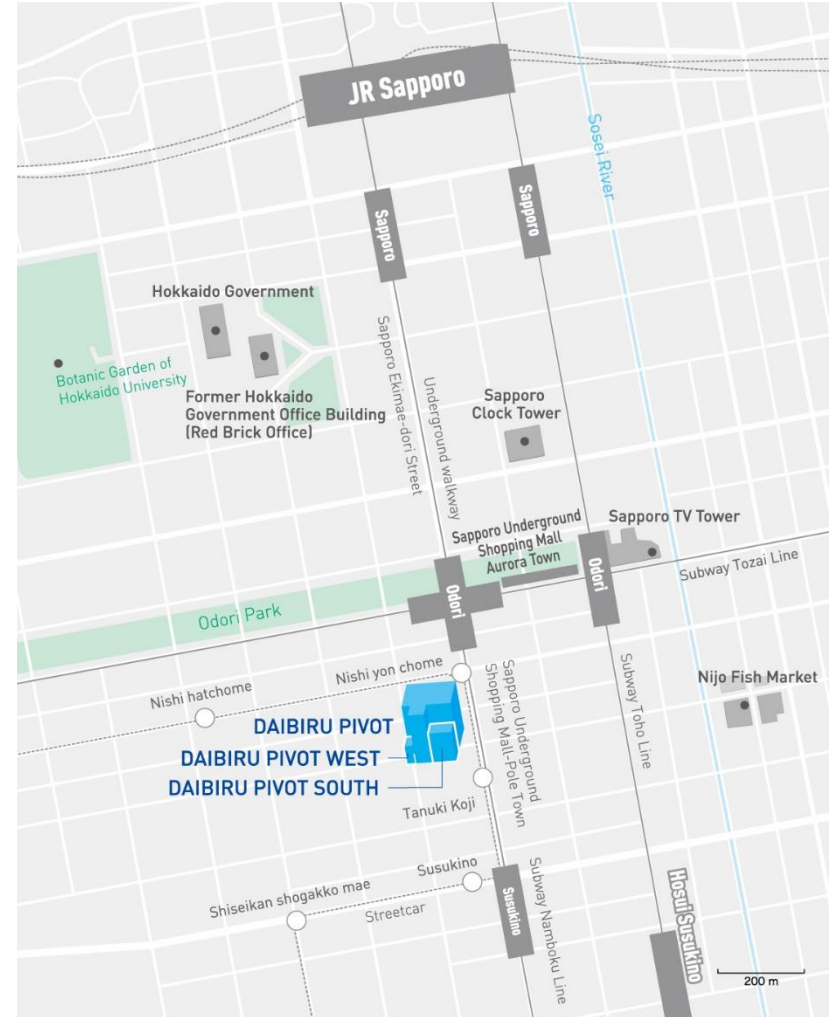 JR Sapporo
Sosei River
Sapporo
Sapporo
Hokkaido Government
Botanic Garden of
Hokkaido University
Former Hokkaido
Government Office Building
(Red Brick Office)
Sapporo Ekimae-dori Street
Underground walkway
Sapporo
Clock Tower
Sapporo Underground
Shopping Mall
Aurora Town
Sapporo TV Tower
Odori
Odori
Subway Tozai Line
Odori Park
Nishi yon chome
Nishi hatchome
Sapporo Underground
Shopping Mall-Pole Town
Subway Toho Line
Nijo Fish Market
DAIBIRU PIVOT
DAIBIRU PIVOT WEST
DAIBIRU PIVOT SOUTH
Tanuki Koji
Susukino
Shiseikan shogakko mae
Streetcar
Susukino
Subway Namboku Line
Hosui Susukino
200 m